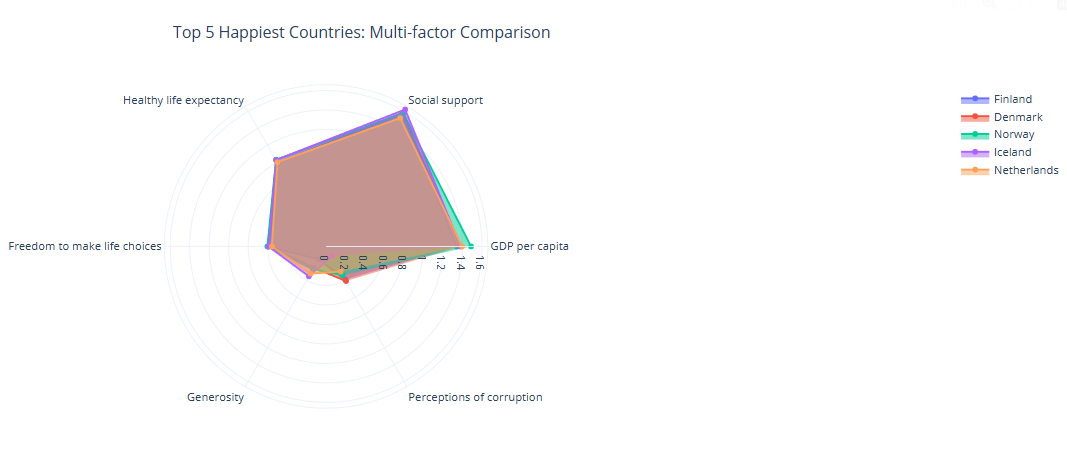 Top 5 Happiest Countries: Multi-factor Comparison
Healthy life expectancy
Social support
Freedom to make life choices
GDP per capita
0
0.2
0.4
0.6
0.8
1
1.2
1.4
1.6
Generosity
Perceptions of corruption
Finland
Denmark
Norway
Iceland
Netherlands